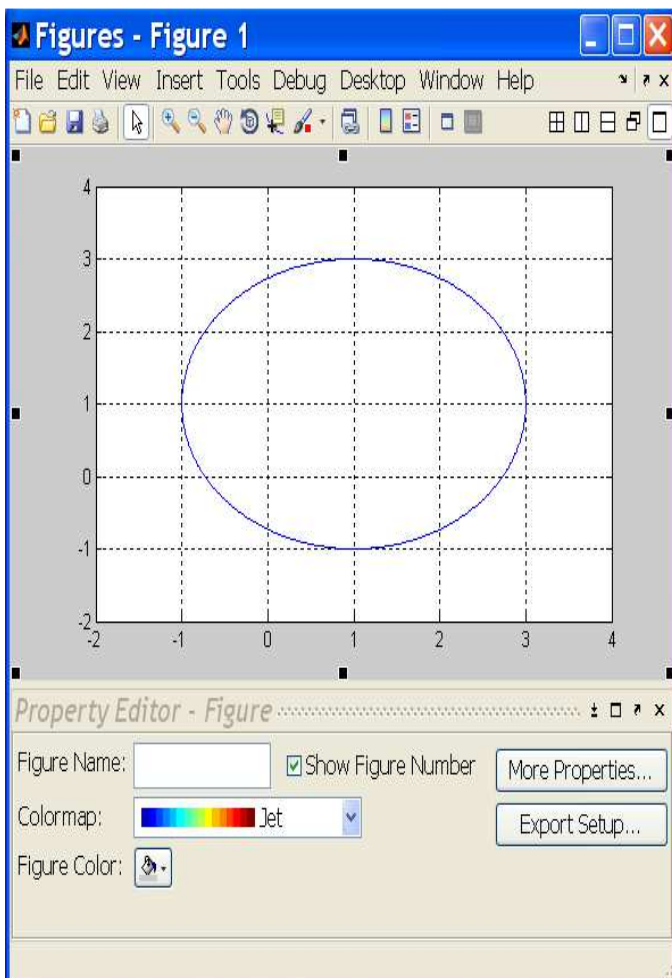 Figures - Figure 1
File Edit View Insert Tools Debug Desktop Window Help
4
3
2
1
0
-1
-2
-2 -1 0 1 2 3 4
Property Editor - Figure
Figure Name:
Show Figure Number
More Properties...
Colormap:
Jet
Export Setup...
Figure Color: